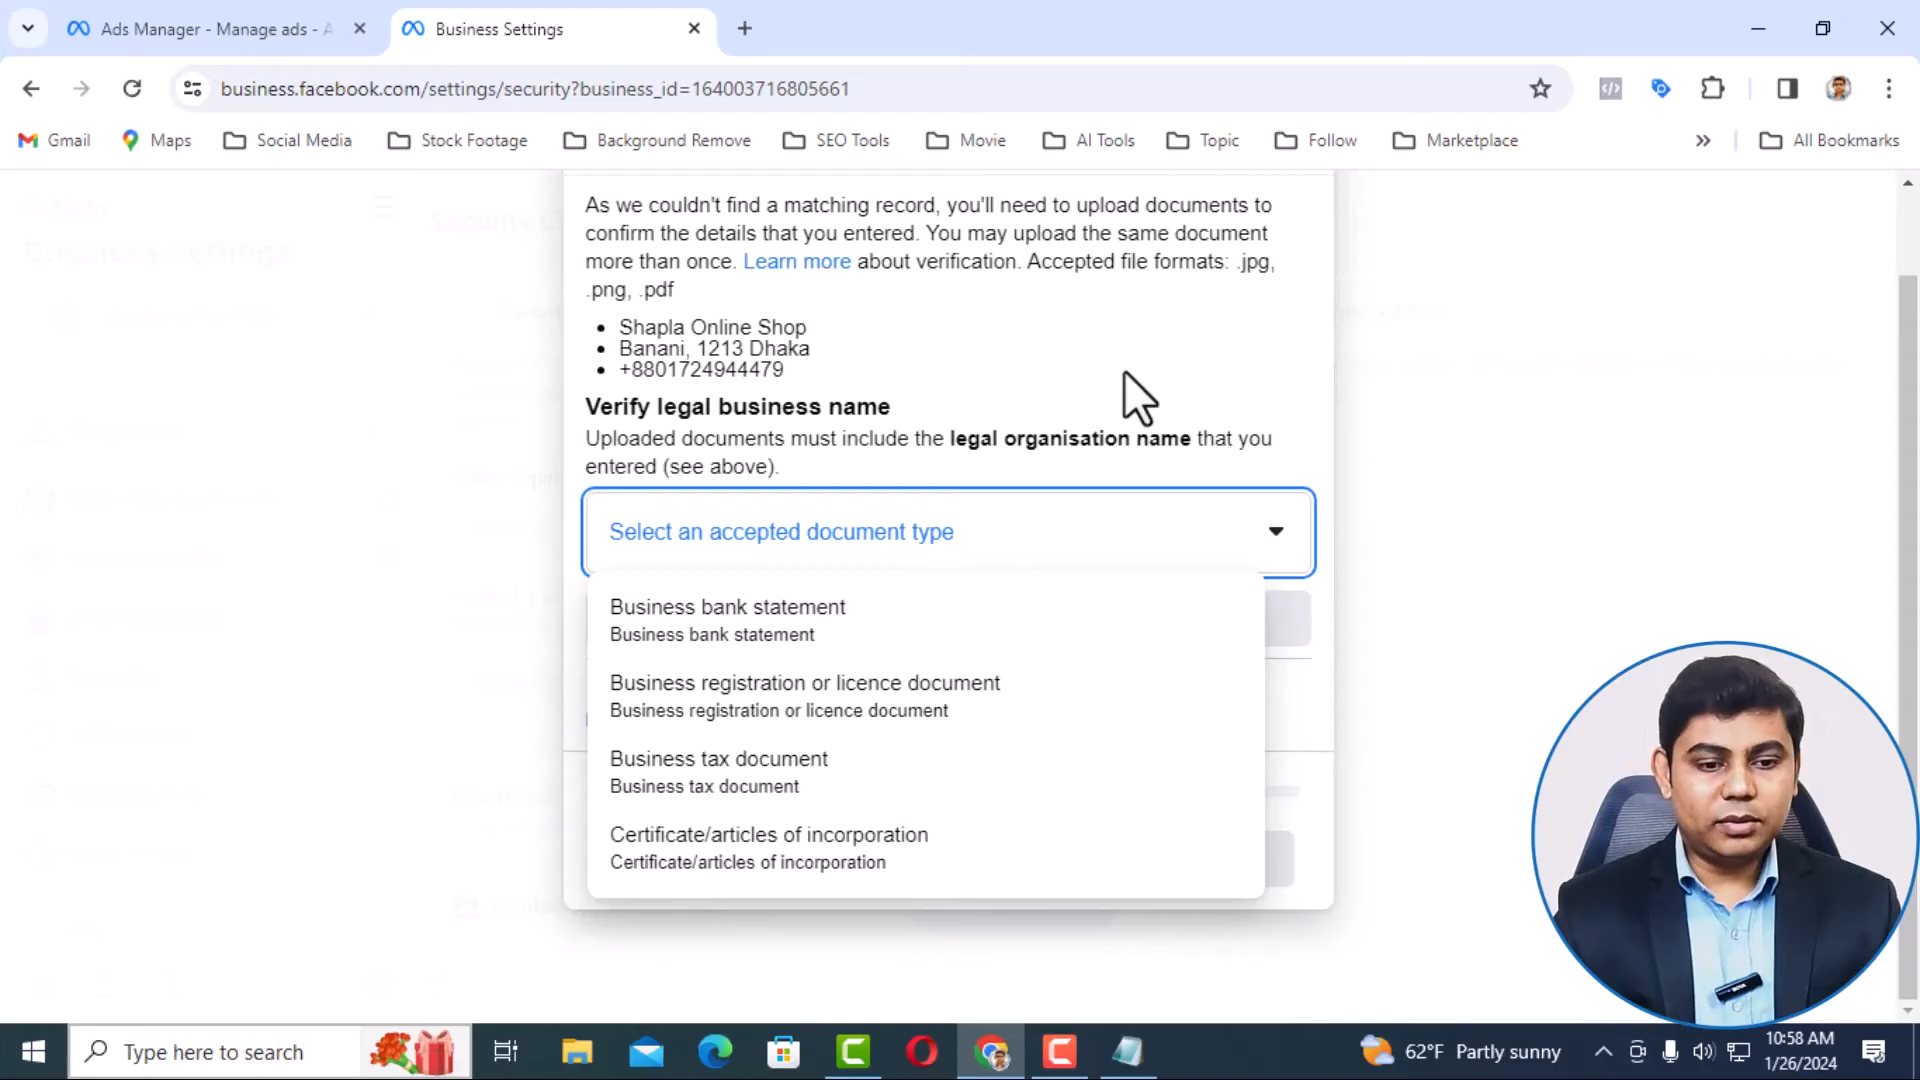 Ads Manager - Manage ads - A
Business Settings
business.facebook.com/settings/security?business_id=164003716805661
Gmail
Maps
Social Media
Stock Footage
Background Remove
SEO Tools
Movie
AI Tools
Topic
Follow
Marketplace
All Bookmarks
Business settings
As we couldn't find a matching record, you'll need to upload documents to
confirm the details that you entered. You may upload the same document
more than once. Learn more about verification. Accepted file formats: .jpg,
.png, .pdf
Shapla Online Shop
Banani, 1213 Dhaka
+8801724944479
Verify legal business name
Uploaded documents must include the legal organisation name that you
entered (see above).
Select an accepted document type
Business bank statement
Business bank statement
Business registration or licence document
Business registration or licence document
Business tax document
Business tax document
Certificate/articles of incorporation
Certificate/articles of incorporation
Type here to search
62°F Partly sunny
10:58 AM
1/26/2024